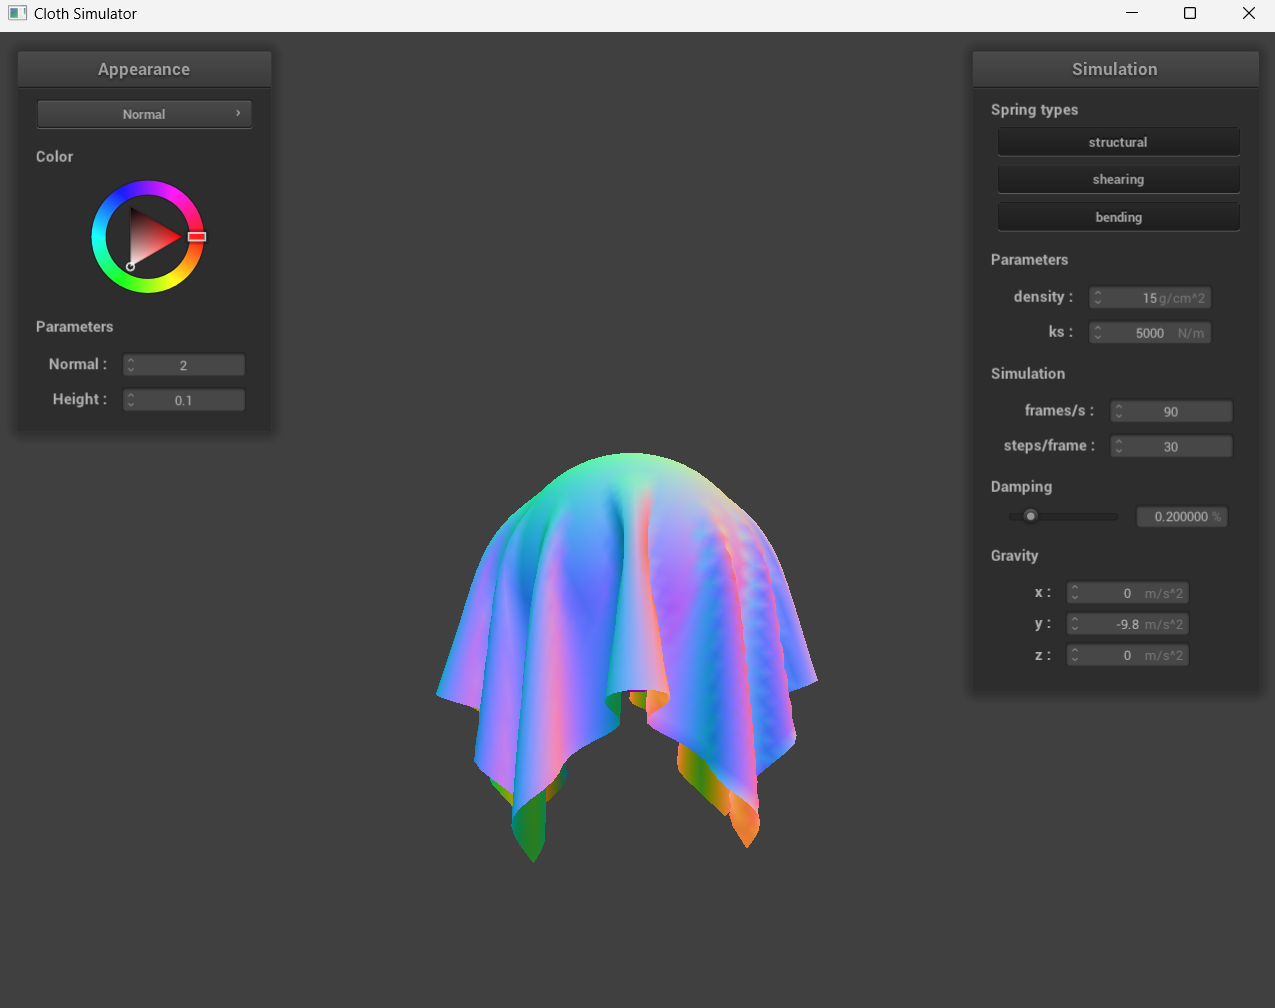 Cloth Simulator
Appearance
Normal
Color
Parameters
Normal : 2
Height : 0.1
Simulation
Spring types
structural
shearing
bending
Parameters
density : 15 g/cm^2
ks : 5000 N/m
Simulation
frames/s : 90
steps/frame : 30
Damping
0.200000 %
Gravity
x : 0 m/s^2
y : -9.8 m/s^2
z : 0 m/s^2